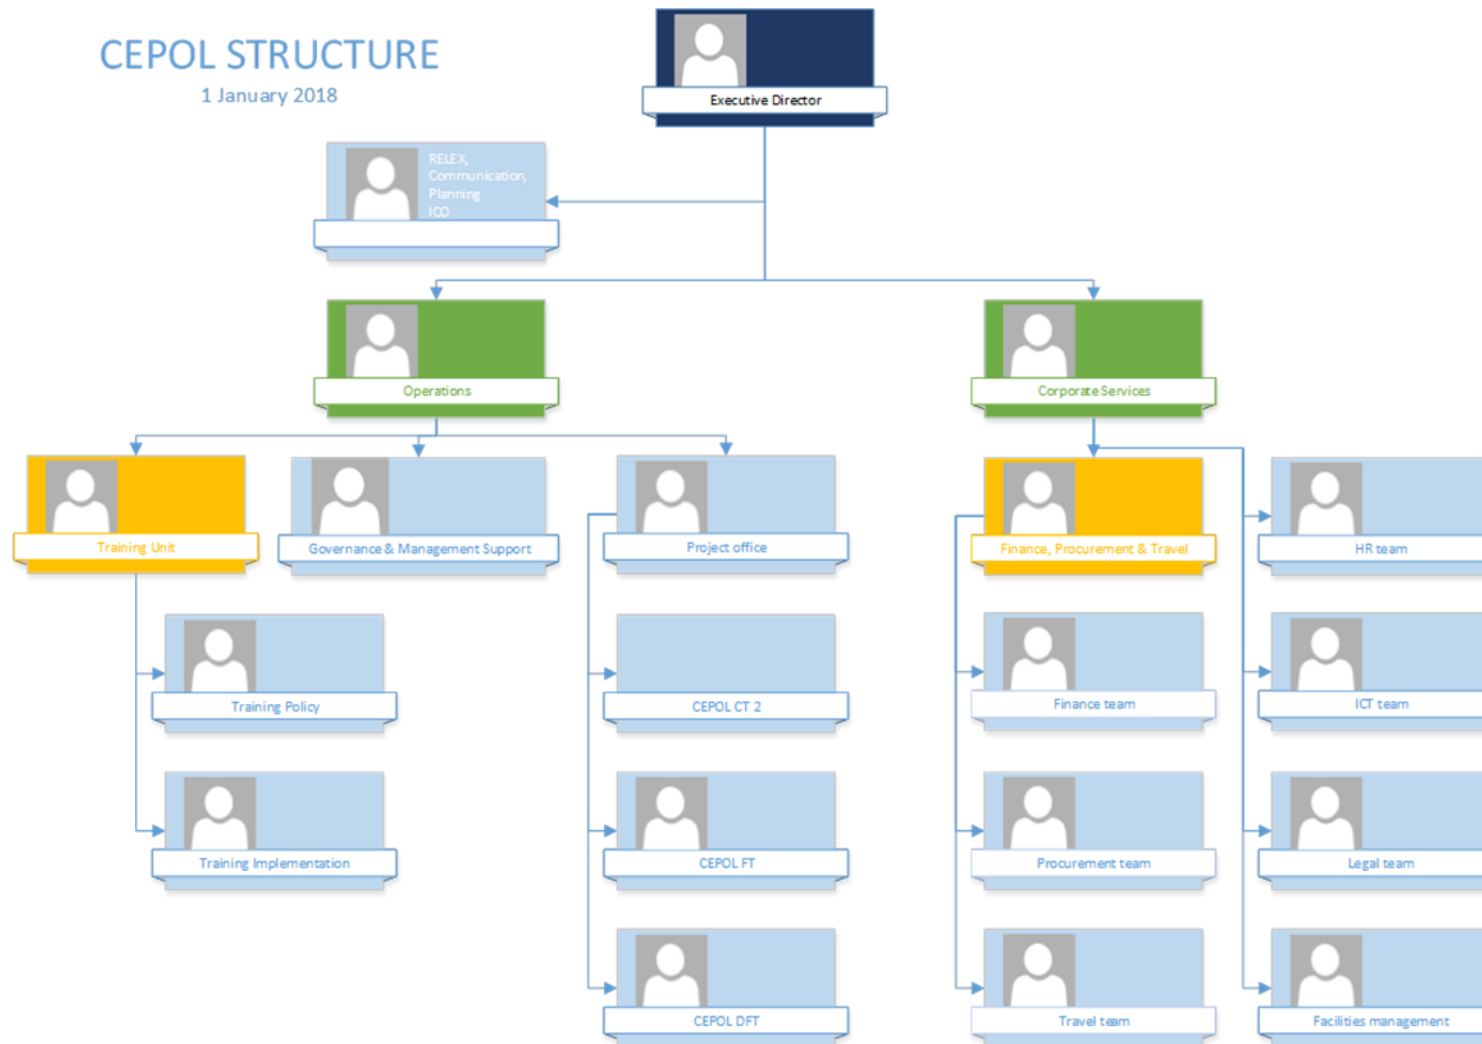 CEPOL STRUCTURE
1 January 2018
Executive Director
RELEX,
Communication,
Planning
ICO
Operations
Corporate Services
Training Unit
Governance & Management Support
Project office
Finance, Procurement & Travel
HR team
Training Policy
CEPOL CT 2
Finance team
ICT team
Training Implementation
CEPOL FT
Procurement team
Legal team
CEPOL DFT
Travel team
Facilities management